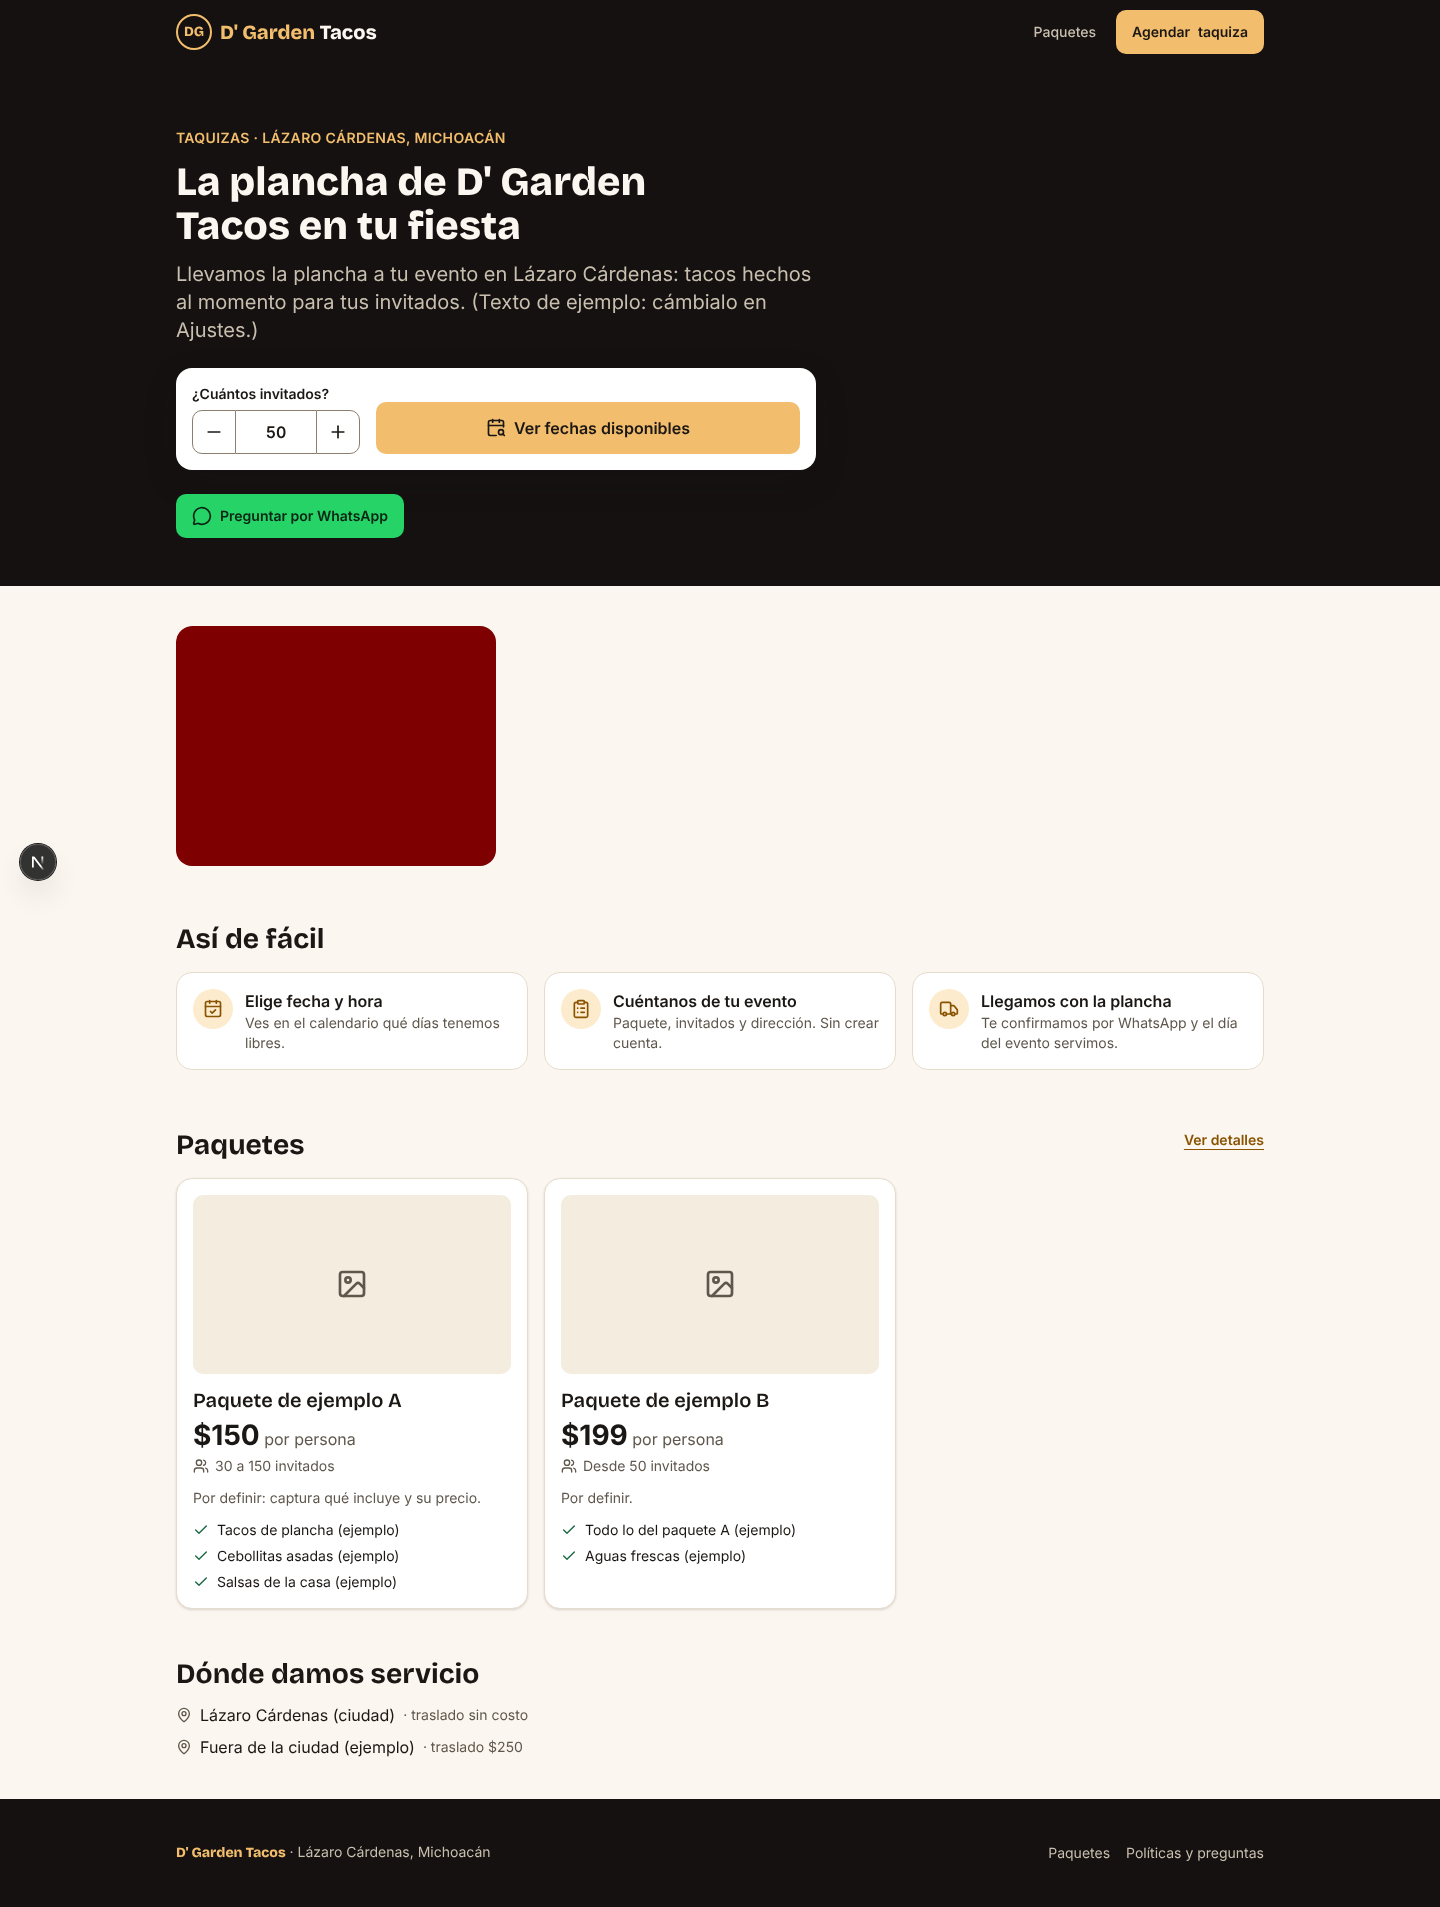 DG D' Garden Tacos
Paquetes
Agendar taquiza
TAQUIZAS · LÁZARO CÁRDENAS, MICHOACÁN
La plancha de D' Garden
Tacos en tu fiesta
Llevamos la plancha a tu evento en Lázaro Cárdenas: tacos hechos
al momento para tus invitados. (Texto de ejemplo: cámbialo en
Ajustes.)
¿Cuántos invitados?
50
Ver fechas disponibles
Preguntar por WhatsApp
N
Así de fácil
Elige fecha y hora
Ves en el calendario qué días tenemos
libres.
Cuéntanos de tu evento
Paquete, invitados y dirección. Sin crear
cuenta.
Llegamos con la plancha
Te confirmamos por WhatsApp y el día
del evento servimos.
Paquetes
Ver detalles
Paquete de ejemplo A
$150 por persona
30 a 150 invitados
Por definir: captura qué incluye y su precio.
Tacos de plancha (ejemplo)
Cebollitas asadas (ejemplo)
Salsas de la casa (ejemplo)
Paquete de ejemplo B
$199 por persona
Desde 50 invitados
Por definir.
Todo lo del paquete A (ejemplo)
Aguas frescas (ejemplo)
Dónde damos servicio
Lázaro Cárdenas (ciudad) · traslado sin costo
Fuera de la ciudad (ejemplo) · traslado $250
D' Garden Tacos · Lázaro Cárdenas, Michoacán
Paquetes
Políticas y preguntas